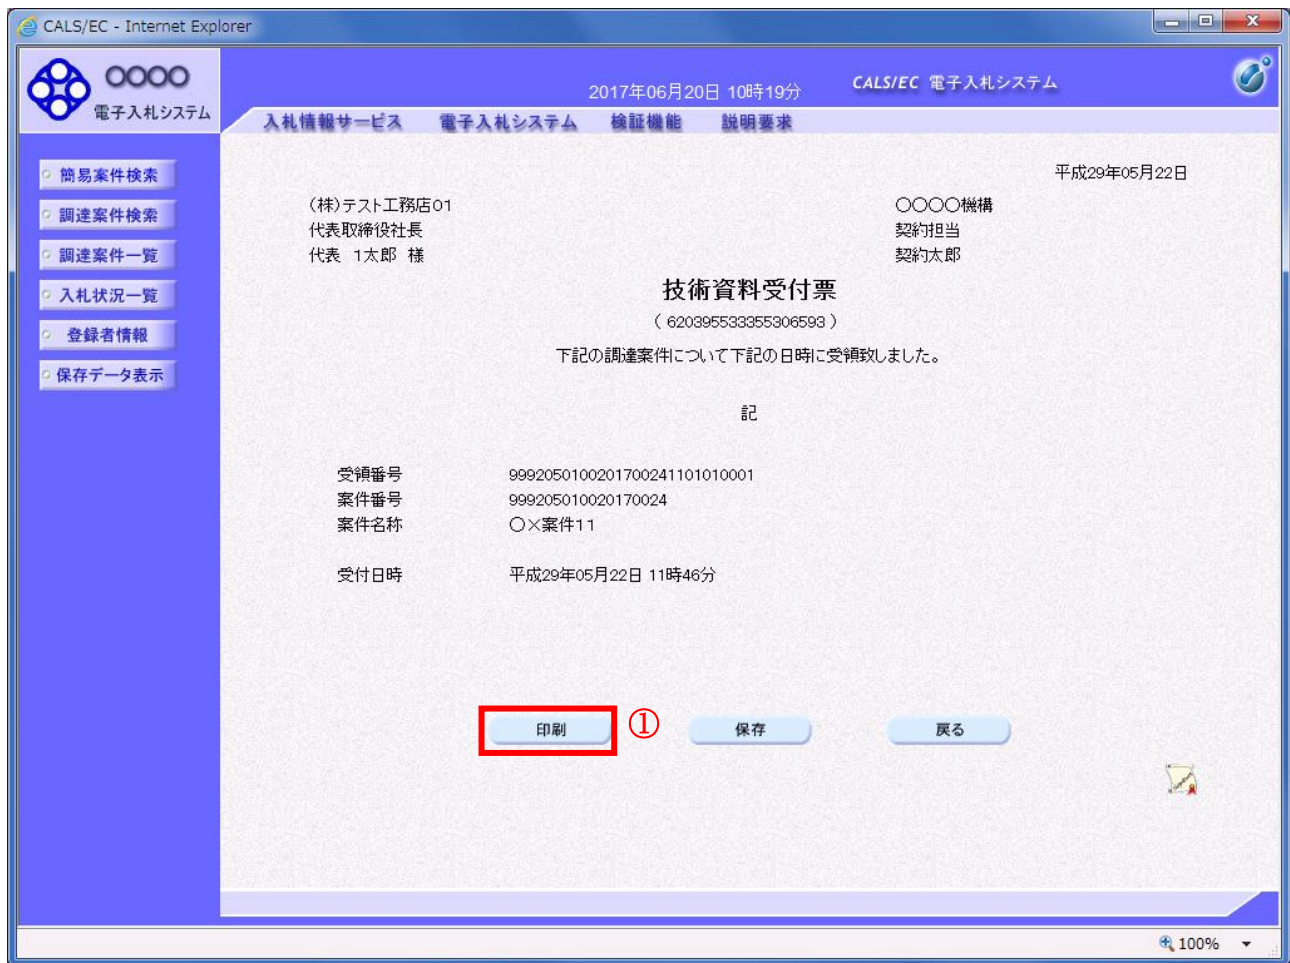 CALS/EC - Internet Explorer
○○○○
電子入札システム
2017年06月20日 10時19分
CALS/EC 電子入札システム
入札情報サービス 電子入札システム 検証機能 説明要求
簡易案件検索
調達案件検索
調達案件一覧
入札状況一覧
登録者情報
保存データ表示
平成29年05月22日
(株)テスト工務店01
代表取締役社長
代表 1太郎 様
○○○○機構
契約担当
契約太郎
技術資料受付票
(620395533355306593)
下記の調達案件について下記の日時に受領致しました。
記
受領番号 9992050100201700241101010001
案件番号 999205010020170024
案件名称 ○×案件11
受付日時 平成29年05月22日 11時46分
印刷 ① 保存 戻る
100%